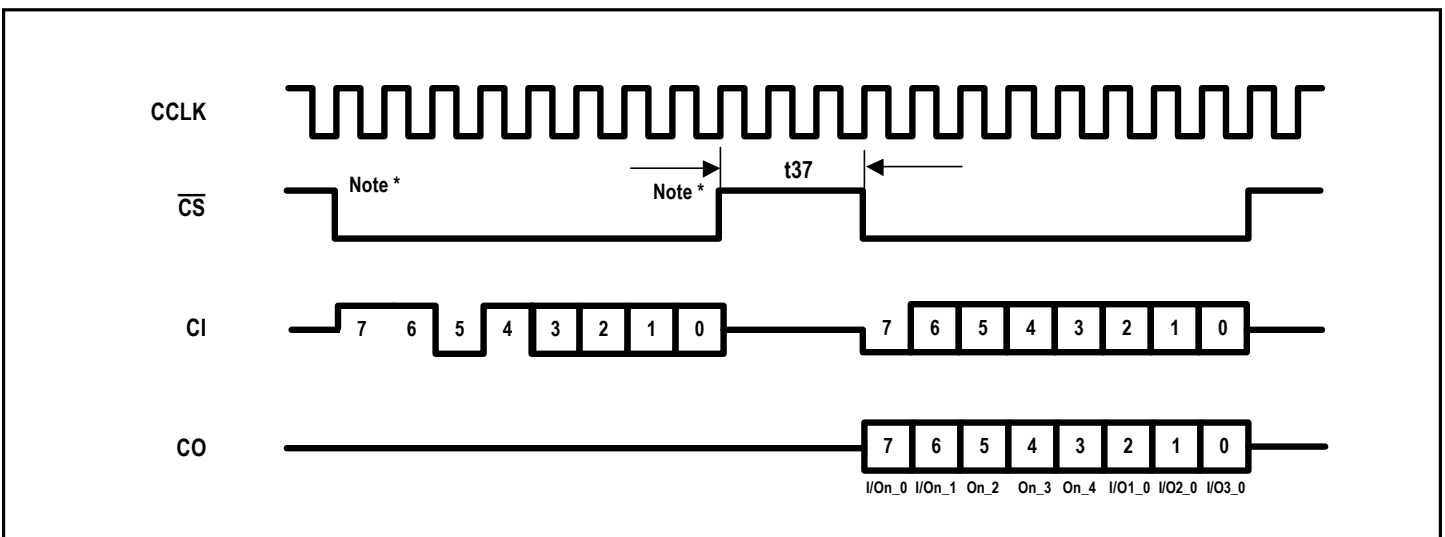 CCLK
t37
Note *
Note *
CS
CI
7 6 5 4 3 2 1 0
7 6 5 4 3 2 1 0
CO
7 6 5 4 3 2 1 0
I/On_0 I/On_1 On_2 On_3 On_4 I/O1_0 I/O2_0 I/O3_0